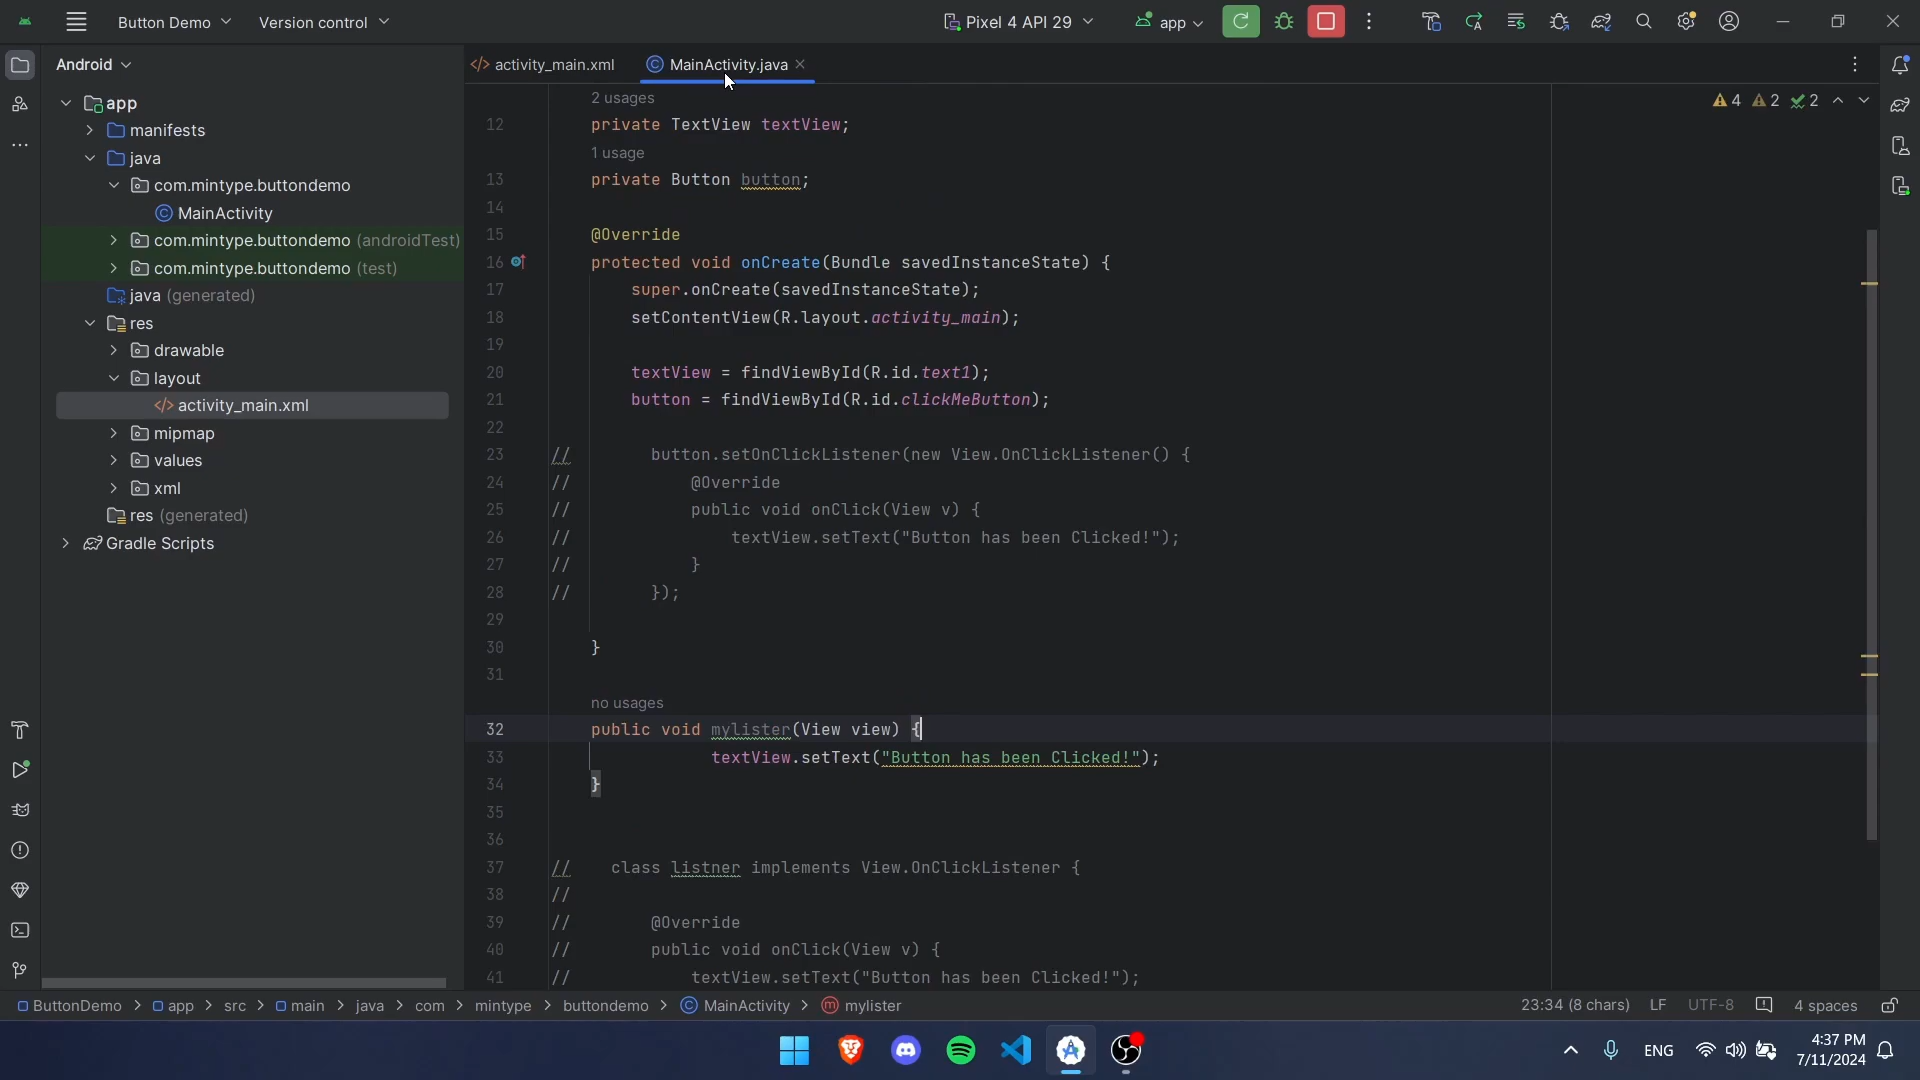 Button Demo
Version control
Pixel 4 API 29
app
Android
activity_main.xml
MainActivity.java
app
manifests
java
com.mintype.buttondemo
MainActivity
com.mintype.buttondemo (androidTest)
com.mintype.buttondemo (test)
java (generated)
res
drawable
layout
activity_main.xml
mipmap
values
xml
res (generated)
Gradle Scripts
4 2 2
2 usages
12 private TextView textView;
1 usage
13 private Button button;
14
15 @Override
16 protected void onCreate(Bundle savedInstanceState) {
17 super.onCreate(savedInstanceState);
18 setContentView(R.layout.activity_main);
19
20 textView = findViewById(R.id.text1);
21 button = findViewById(R.id.clickMeButton);
22
23 // button.setOnClickListener(new View.OnClickListener() {
24 // @Override
25 // public void onClick(View v) {
26 // textView.setText("Button has been Clicked!");
27 // }
28 // });
29
30 }
31
no usages
32 public void mylister(View view) {
33 textView.setText("Button has been Clicked!");
34 }
35
36
37 // class listner implements View.OnClickListener {
38 //
39 // @Override
40 // public void onClick(View v) {
41 // textView.setText("Button has been Clicked!");
ButtonDemo > app > src > main > java > com > mintype > buttondemo > MainActivity > mylister
23:34 (8 chars) LF UTF-8 4 spaces
ENG
4:37 PM
7/11/2024